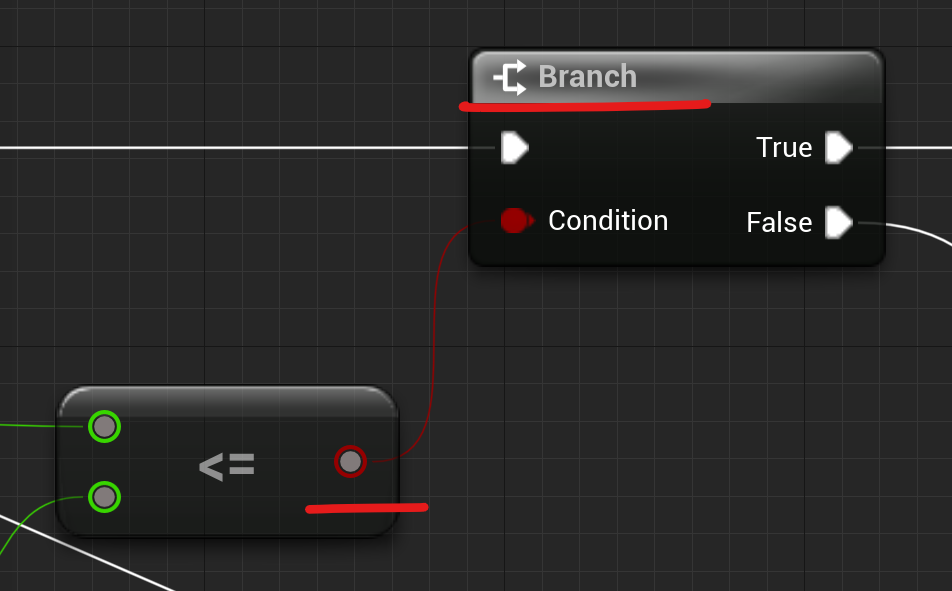 Branch
True
Condition
False
<=